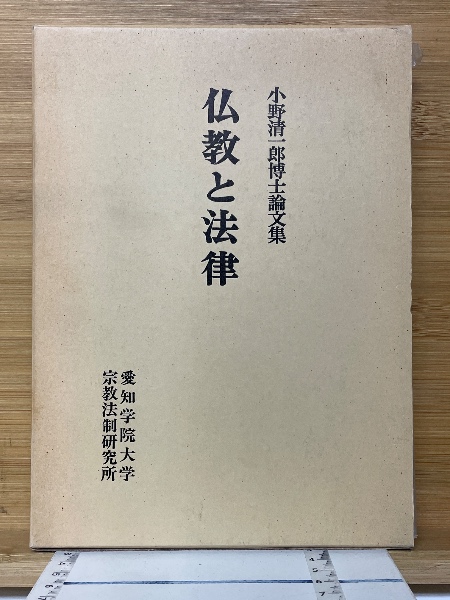 小野清一郎博士論文集
仏教と法律
愛知学院大学
宗教法制研究所